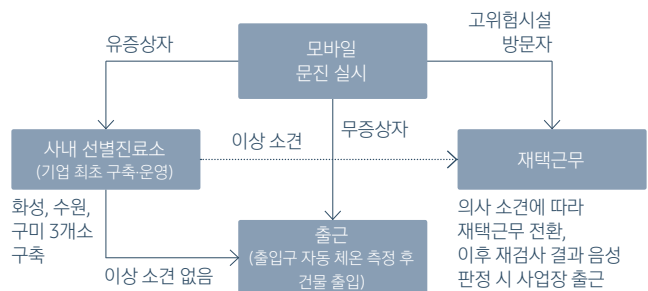 고위험시설
방문자
유증상자
모바일
문진 실시
무증상자
사내 선별진료소
(기업 최초 구축·운영)
이상 소견
재택근무
화성, 수원,
구미 3개소
구축
이상 소견 없음
출근
(출입구 자동 체온 측정 후
건물 출입)
의사 소견에 따라
재택근무 전환,
이후 재검사 결과 음성
판정 시 사업장 출근